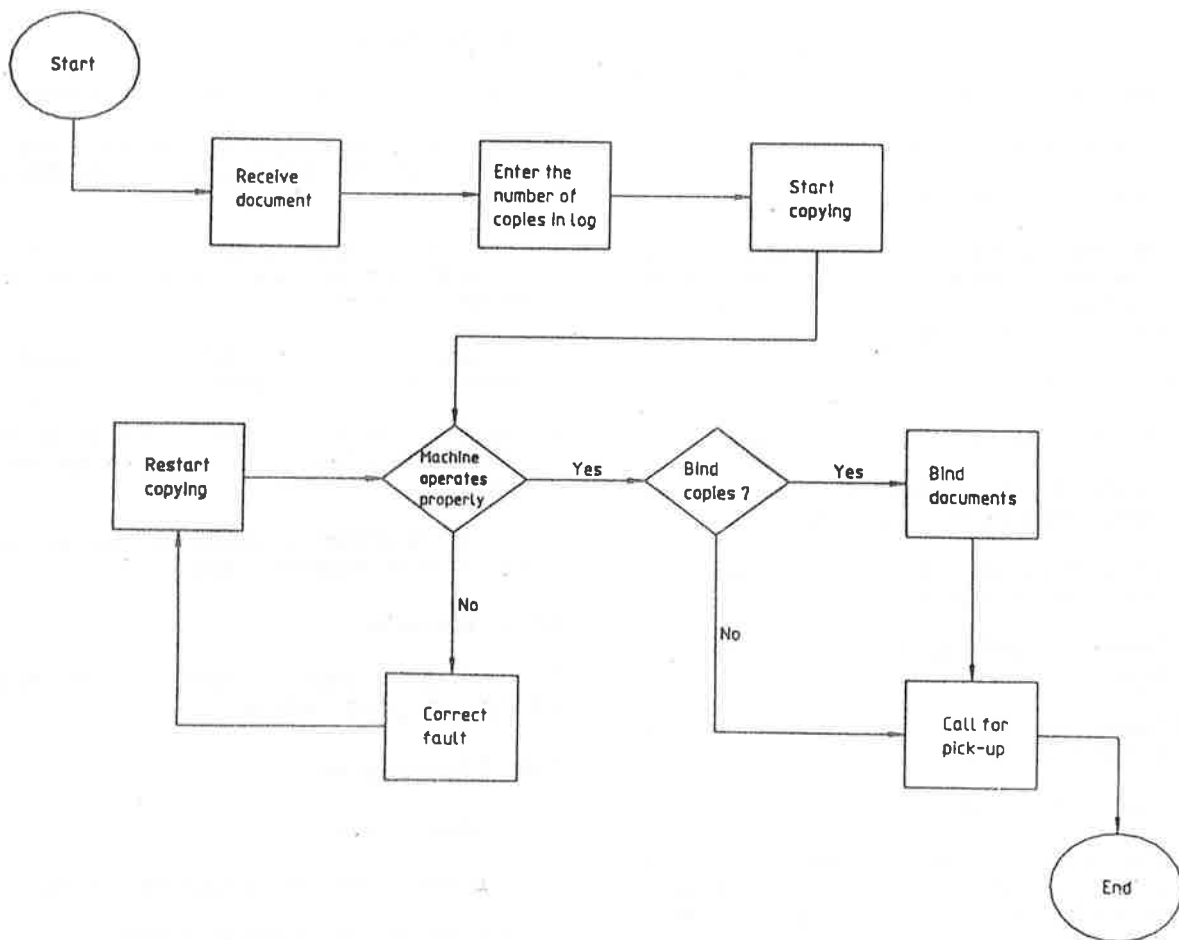 Start
Receive
document
Enter the
number of
copies in log
Start
copying
Restart
copying
Machine
operates
properly
Yes
Bind
copies ?
Yes
Bind
documents
No
No
Correct
fault
Call for
pick-up
End